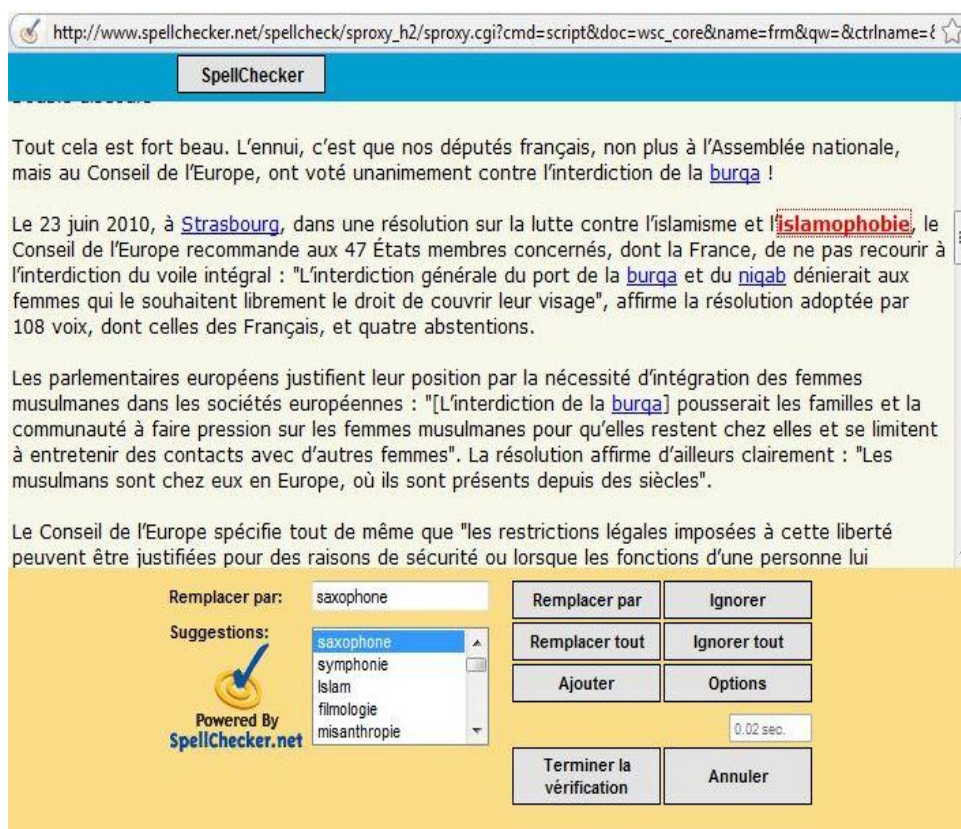 http://www.spellchecker.net/spellcheck/sproxy_h2/sproxy.cgi?cmd=script&doc=wsc_core&name=frm&qw=&ctrlname=
SpellChecker
Tout cela est fort beau. L'ennui, c'est que nos députés français, non plus à l'Assemblée nationale,
mais au Conseil de l'Europe, ont voté unanimement contre l'interdiction de la burqa !
Le 23 juin 2010, à Strasbourg, dans une résolution sur la lutte contre l'islamisme et l'islamophobie, le
Conseil de l'Europe recommande aux 47 États membres concernés, dont la France, de ne pas recourir à
l'interdiction du voile intégral : "L'interdiction générale du port de la burqa et du niqab dénierait aux
femmes qui le souhaitent librement le droit de couvrir leur visage", affirme la résolution adoptée par
108 voix, dont celles des Français, et quatre abstentions.
Les parlementaires européens justifient leur position par la nécessité d'intégration des femmes
musulmanes dans les sociétés européennes : "[L'interdiction de la burqa] pousserait les familles et la
communauté à faire pression sur les femmes musulmanes pour qu'elles restent chez elles et se limitent
à entretenir des contacts avec d'autres femmes". La résolution affirme d'ailleurs clairement : "Les
musulmans sont chez eux en Europe, où ils sont présents depuis des siècles".
Le Conseil de l'Europe spécifie tout de même que "les restrictions légales imposées à cette liberté
peuvent être justifiées pour des raisons de sécurité ou lorsque les fonctions d'une personne lui
Remplacer par: saxophone
Suggestions:
saxophone
symphonie
Islam
filmologie
misanthropie
Powered By
SpellChecker.net
Remplacer par
Ignorer
Remplacer tout
Ignorer tout
Ajouter
Options
0.02 sec.
Terminer la
vérification
Annuler